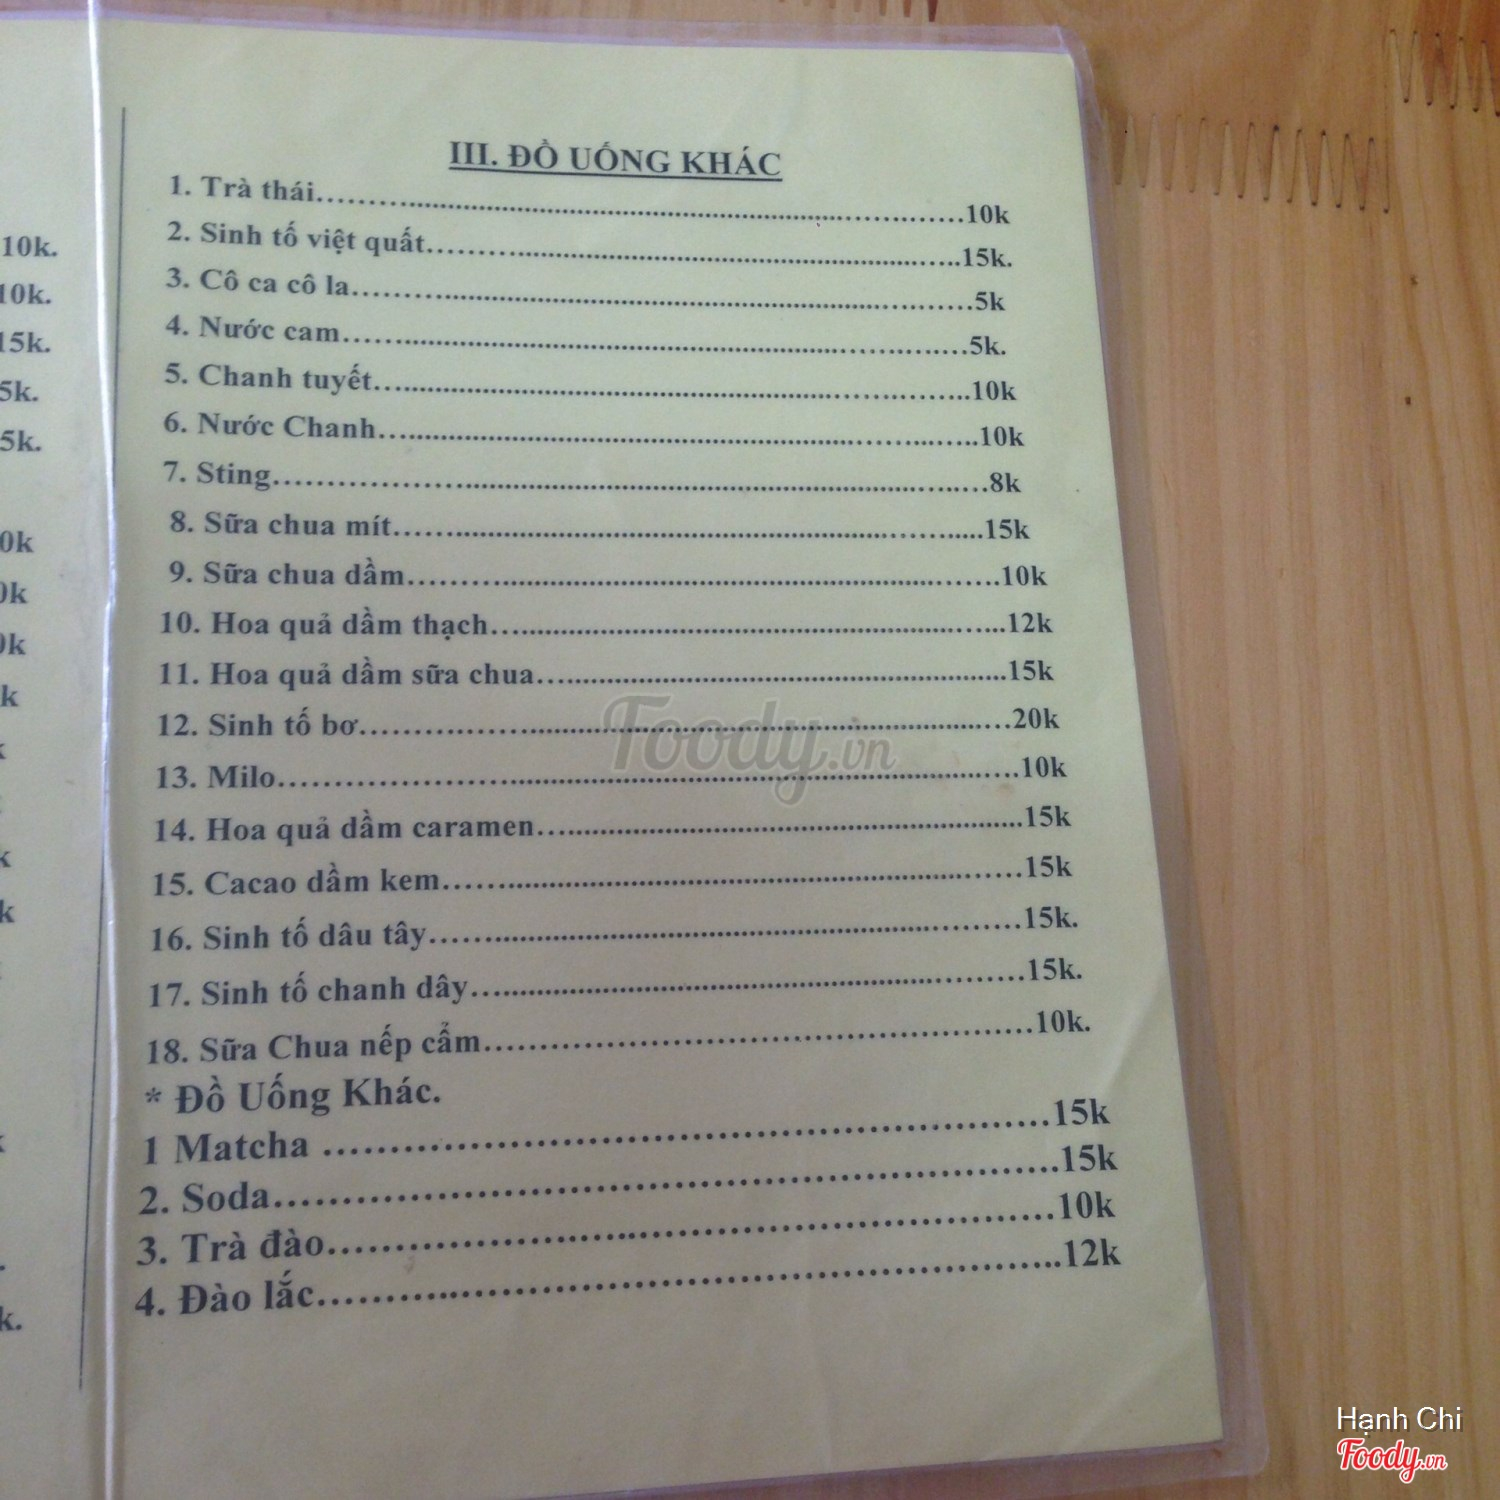 III. ĐỒ UỐNG KHÁC
1. Trà thái.....10k
2. Sinh tố việt quất.....15k.
3. Cô ca cô la.....5k
4. Nước cam.....5k.
5. Chanh tuyết.....10k
6. Nước Chanh.....10k
7. Sting.....8k
8. Sữa chua mít.....15k
9. Sữa chua dầm.....10k
10. Hoa quả dầm thạch.....12k
11. Hoa quả dầm sữa chua.....15k
12. Sinh tố bơ.....20k
13. Milo.....10k
14. Hoa quả dầm caramen.....15k
15. Cacao dầm kem.....15k
16. Sinh tố dâu tây.....15k.
17. Sinh tố chanh dây.....15k.
18. Sữa Chua nếp cẩm.....10k.
* Đồ Uống Khác.
1 Matcha .....15k
2. Soda.....15k
3. Trà đào.....10k
4. Đào lắc.....12k
10k.
10k.
15k.
Foody.vn
Hạnh Chi
Foody.vn